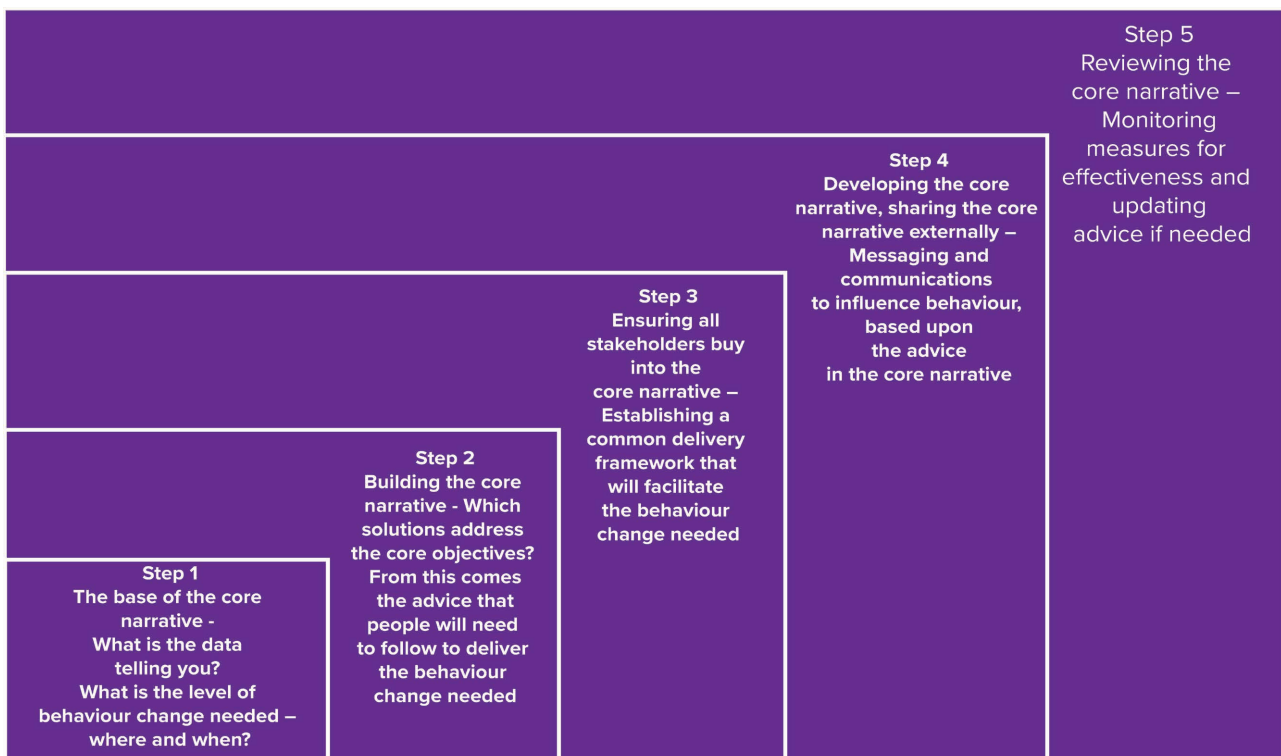 Step 1
The base of the core
narrative -
What is the data
telling you?
What is the level of
behaviour change needed –
where and when?
Step 2
Building the core
narrative - Which
solutions address
the core objectives?
From this comes
the advice that
people will need
to follow to deliver
the behaviour
change needed
Step 3
Ensuring all
stakeholders buy
into the
core narrative –
Establishing a
common delivery
framework that
will facilitate
the behaviour
change needed
Step 4
Developing the core
narrative, sharing the core
narrative externally –
Messaging and
communications
to influence behaviour,
based upon
the advice
in the core narrative
Step 5
Reviewing the
core narrative –
Monitoring
measures for
effectiveness and
updating
advice if needed